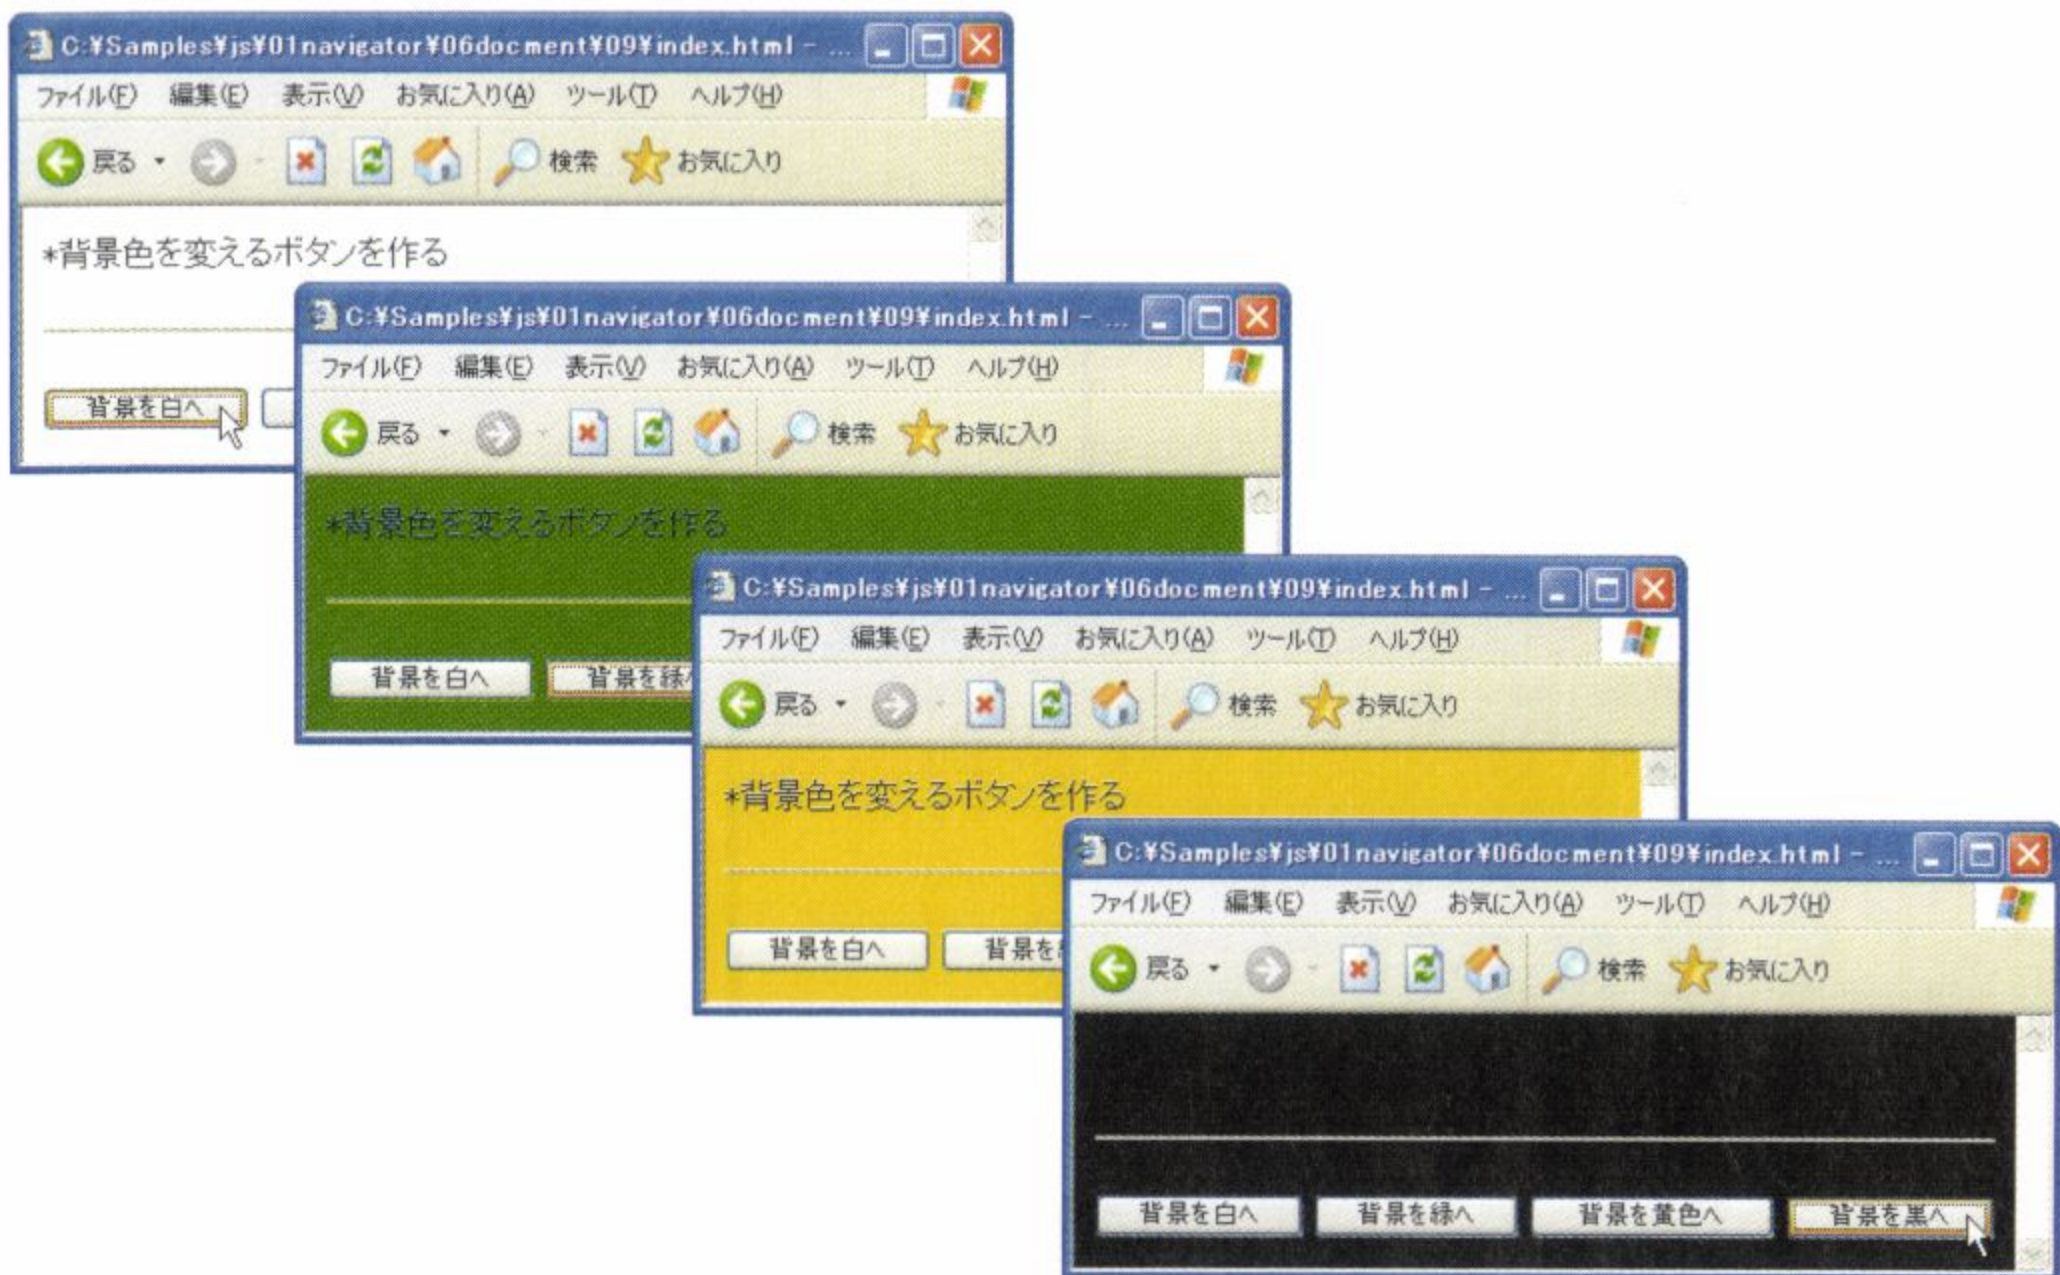 C:¥Samples¥js¥01navigator¥06docment¥09¥index.html - ...
ファイル(F) 編集(E) 表示(V) お気に入り(A) ツール(T) ヘルプ(H)
戻る 検索 お気に入り
*背景色を変えるボタンを作る
背景を白へ
C:¥Samples¥js¥01navigator¥06docment¥09¥index.html - ...
ファイル(F) 編集(E) 表示(V) お気に入り(A) ツール(T) ヘルプ(H)
戻る 検索 お気に入り
*背景色を変えるボタンを作る
背景を白へ 背景を緑へ
C:¥Samples¥js¥01navigator¥06docment¥09¥index.html - ...
ファイル(F) 編集(E) 表示(V) お気に入り(A) ツール(T) ヘルプ(H)
戻る 検索 お気に入り
*背景色を変えるボタンを作る
背景を白へ 背景を
C:¥Samples¥js¥01navigator¥06docment¥09¥index.html - ...
ファイル(F) 編集(E) 表示(V) お気に入り(A) ツール(T) ヘルプ(H)
戻る 検索 お気に入り
背景を白へ 背景を緑へ 背景を黄色へ 背景を黒へ